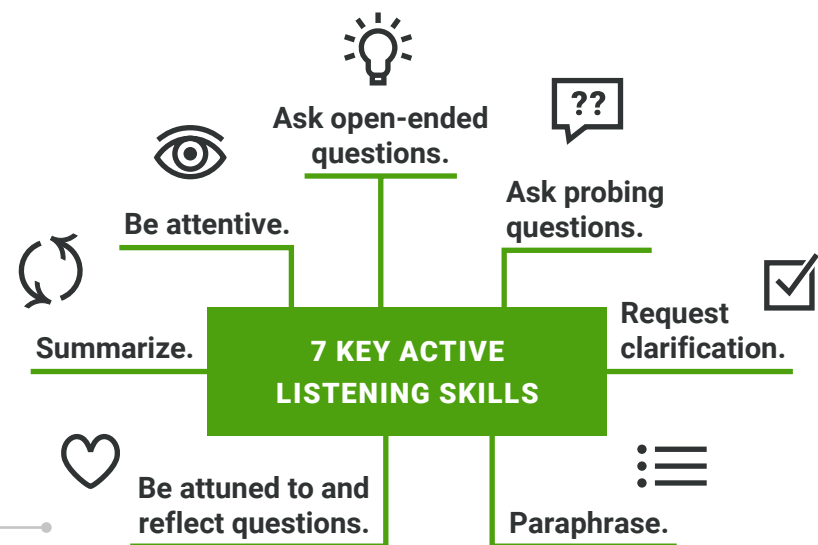 Ask open-ended
questions.
??
Be attentive.
Ask probing
questions.
Summarize.
7 KEY ACTIVE
LISTENING SKILLS
Request
clarification.
Be attuned to and
reflect questions.
Paraphrase.